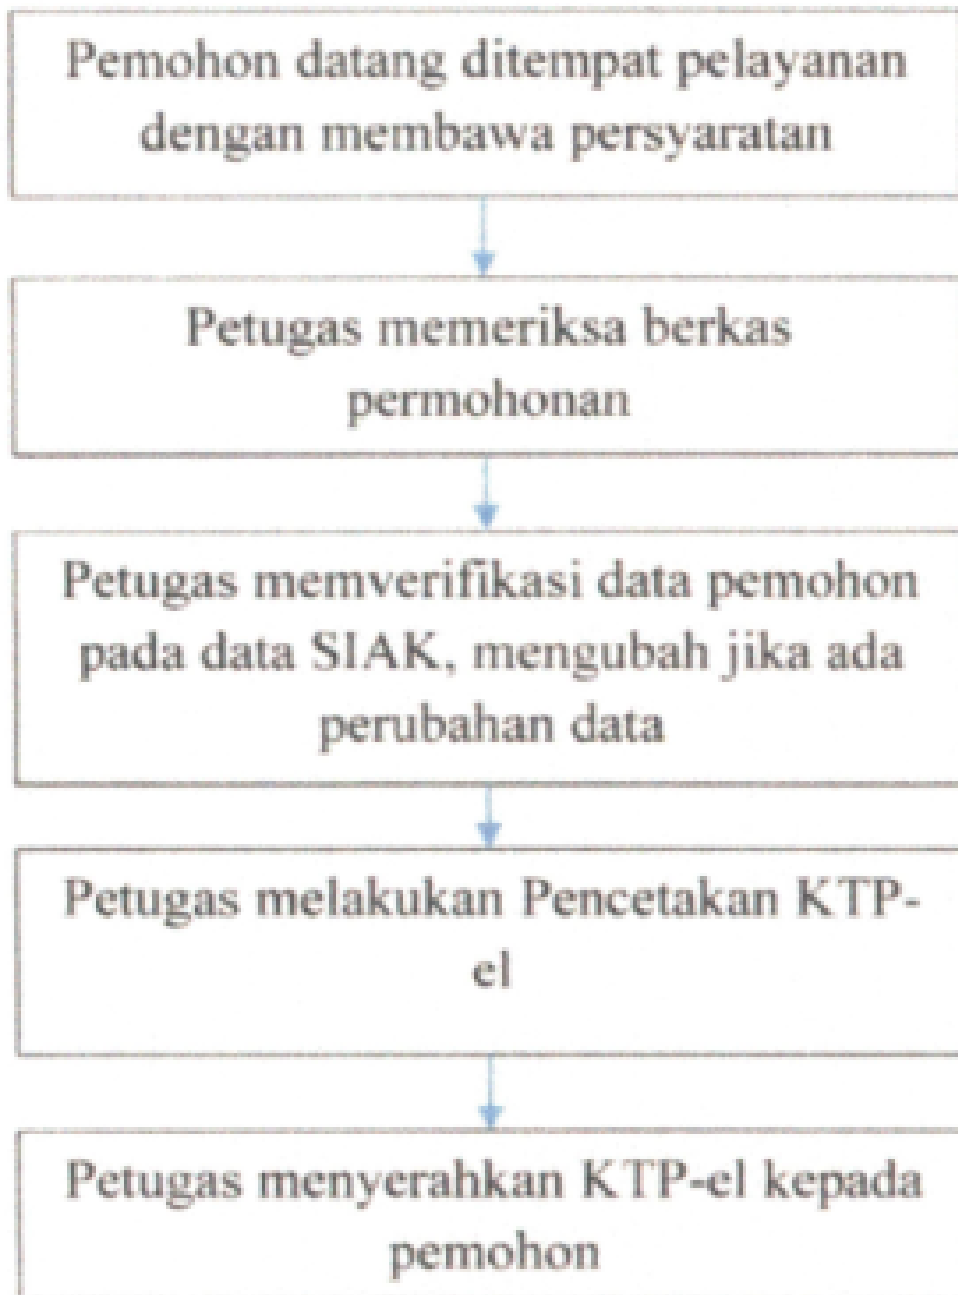 Pemohon datang ditempat pelayanan
dengan membawa persyaratan
Petugas memeriksa berkas
permohonan
Petugas memverifikasi data pemohon
pada data SIAK, mengubah jika ada
perubahan data
Petugas melakukan Pencetakan KTP-
el
Petugas menyerahkan KTP-el kepada
pemohon